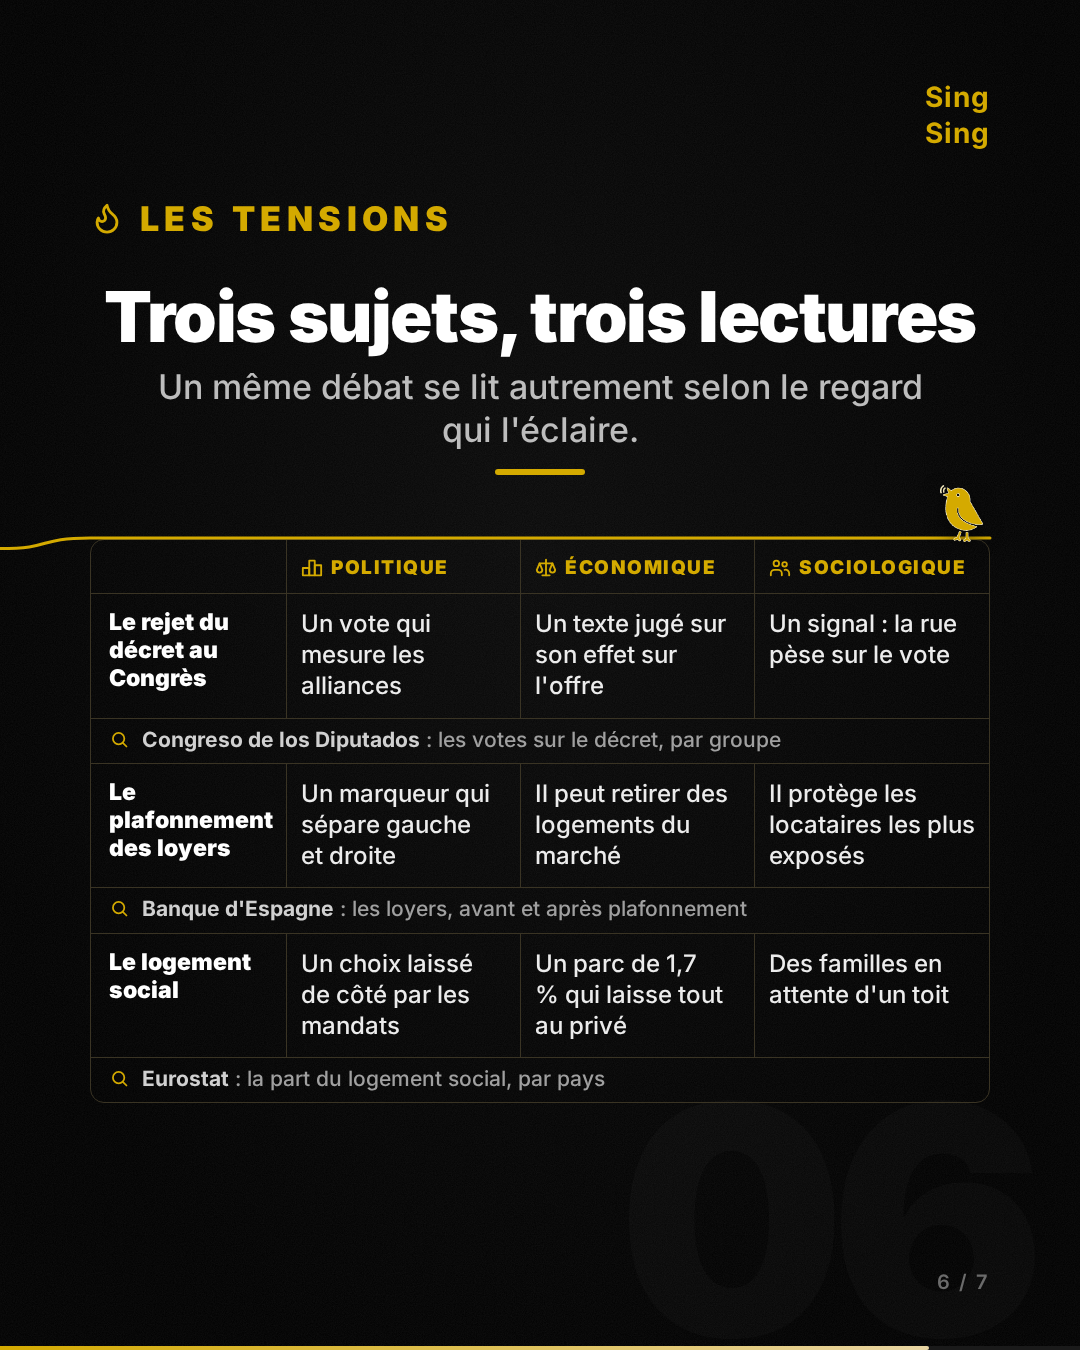 Sing
Sing
LES TENSIONS
Trois sujets, trois lectures
Un même débat se lit autrement selon le regard
qui l'éclaire.
POLITIQUE
ÉCONOMIQUE
SOCIOLOGIQUE
Le rejet du
décret au
Congrès
Un vote qui
mesure les
alliances
Un texte jugé sur
son effet sur
l'offre
Un signal : la rue
pèse sur le vote
Congreso de los Diputados : les votes sur le décret, par groupe
Le
plafonnement
des loyers
Un marqueur qui
sépare gauche
et droite
Il peut retirer des
logements du
marché
Il protège les
locataires les plus
exposés
Banque d'Espagne : les loyers, avant et après plafonnement
Le logement
social
Un choix laissé
de côté par les
mandats
Un parc de 1,7
% qui laisse tout
au privé
Des familles en
attente d'un toit
Eurostat : la part du logement social, par pays
06
6 / 7